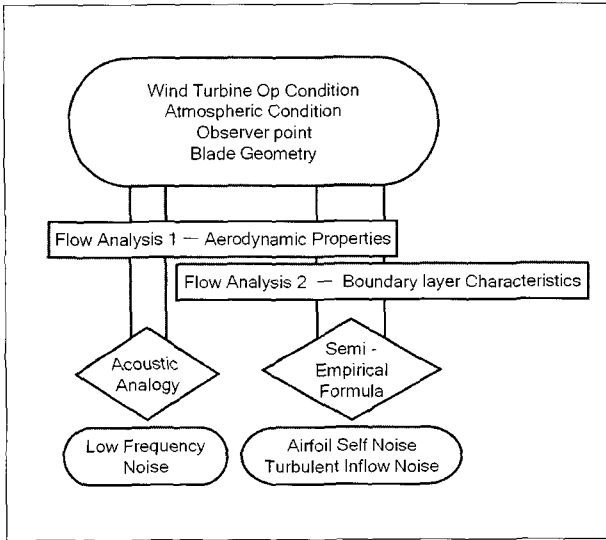 Wind Turbine Op Condition
Atmospheric Condition
Observer point
Blade Geometry
Flow Analysis 1 — Aerodynamic Properties
Flow Analysis 2 — Boundary layer Characteristics
Acoustic
Analogy
Semi -
Empirical
Formula
Low Frequency
Noise
Airfoil Self Noise
Turbulent Inflow Noise